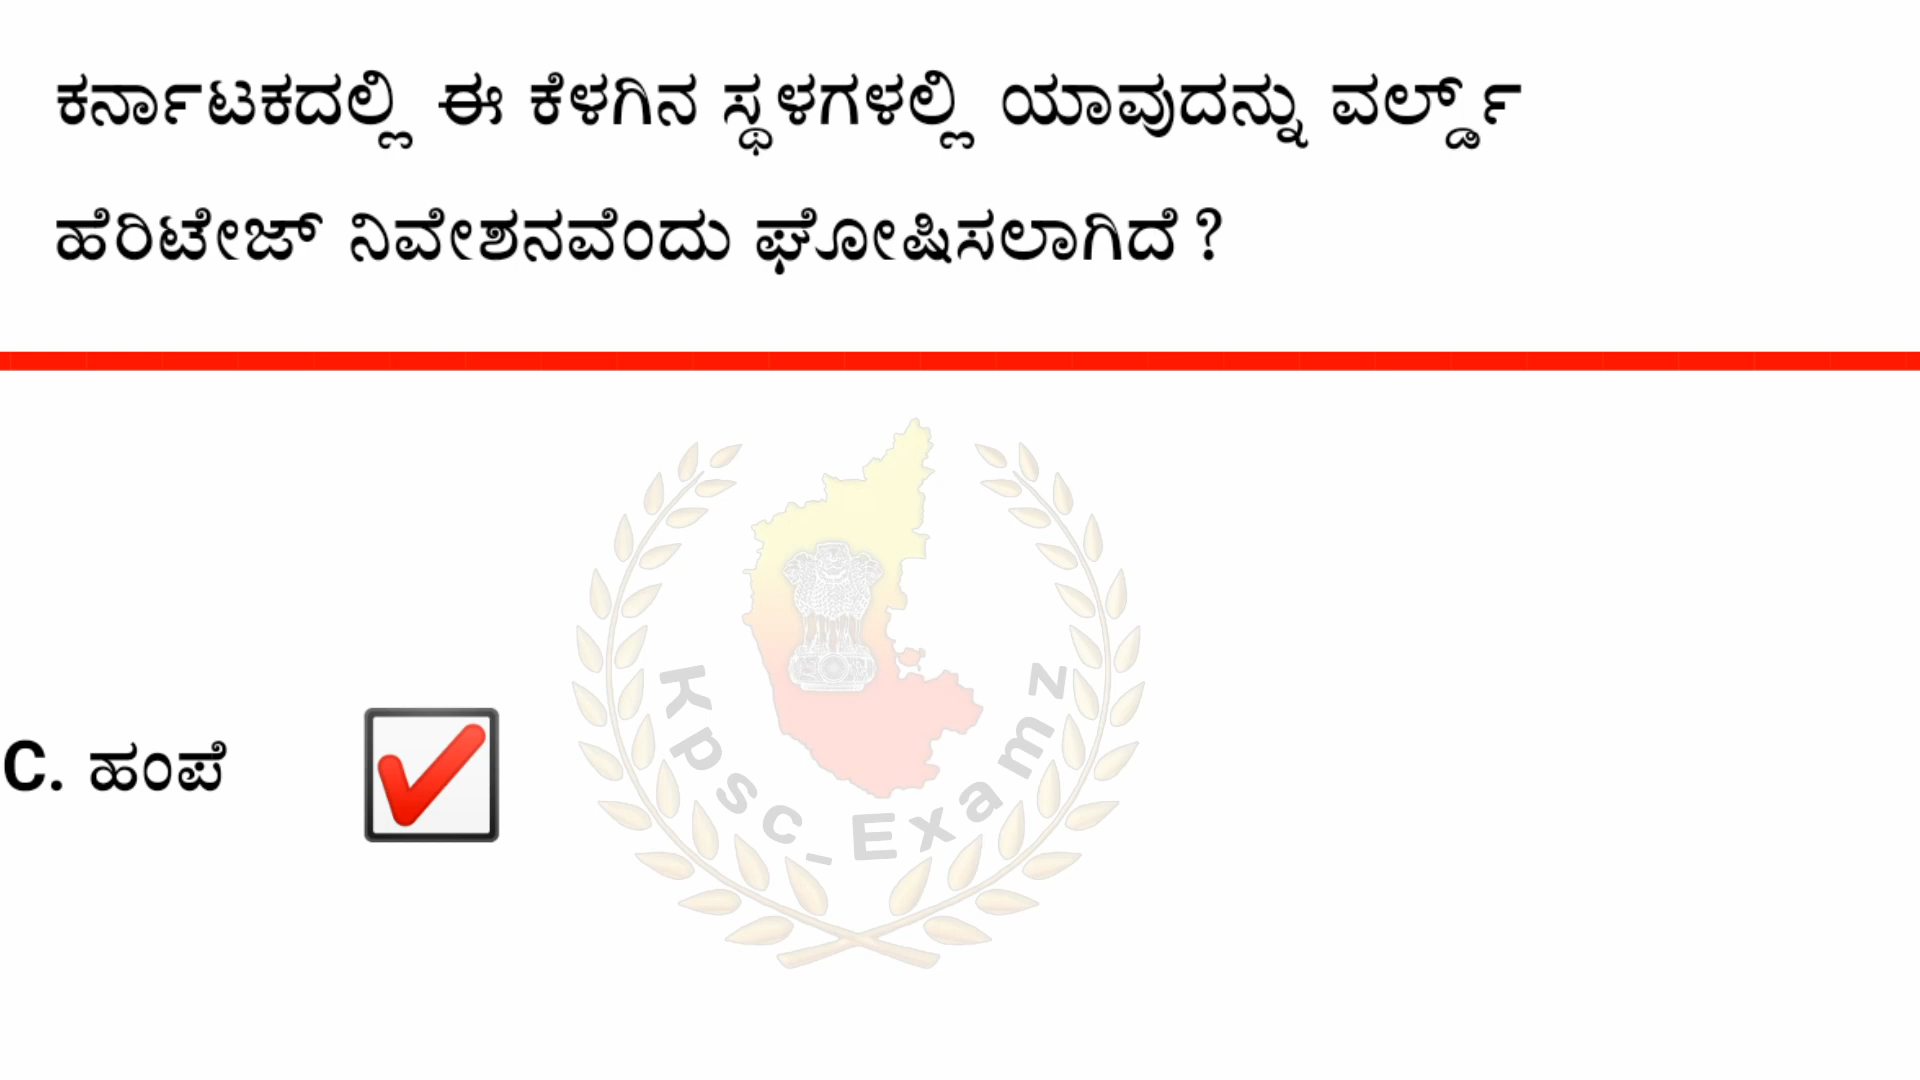 ಕರ್ನಾಟಕದಲ್ಲಿ ಈ ಕೆಳಗಿನ ಸ್ಥಳಗಳಲ್ಲಿ ಯಾವುದನ್ನು ವರ್ಲ್ಡ್
ಹೆರಿಟೇಜ್ ನಿವೇಶನವೆಂದು ಘೋಷಿಸಲಾಗಿದೆ ?
C. ಹಂಪೆ
Kpsc_Examz